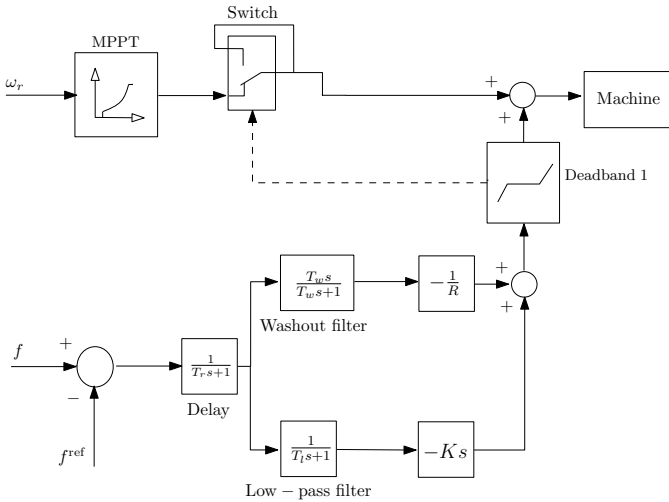 Switch
MPPT
ω_r
+
+
Machine
Deadband 1
T_w s / T_w s+1
−1/R
+
+
Washout filter
f
+
−
1 / T_r s+1
Delay
f^ref
1 / T_l s+1
−Ks
Low − pass filter